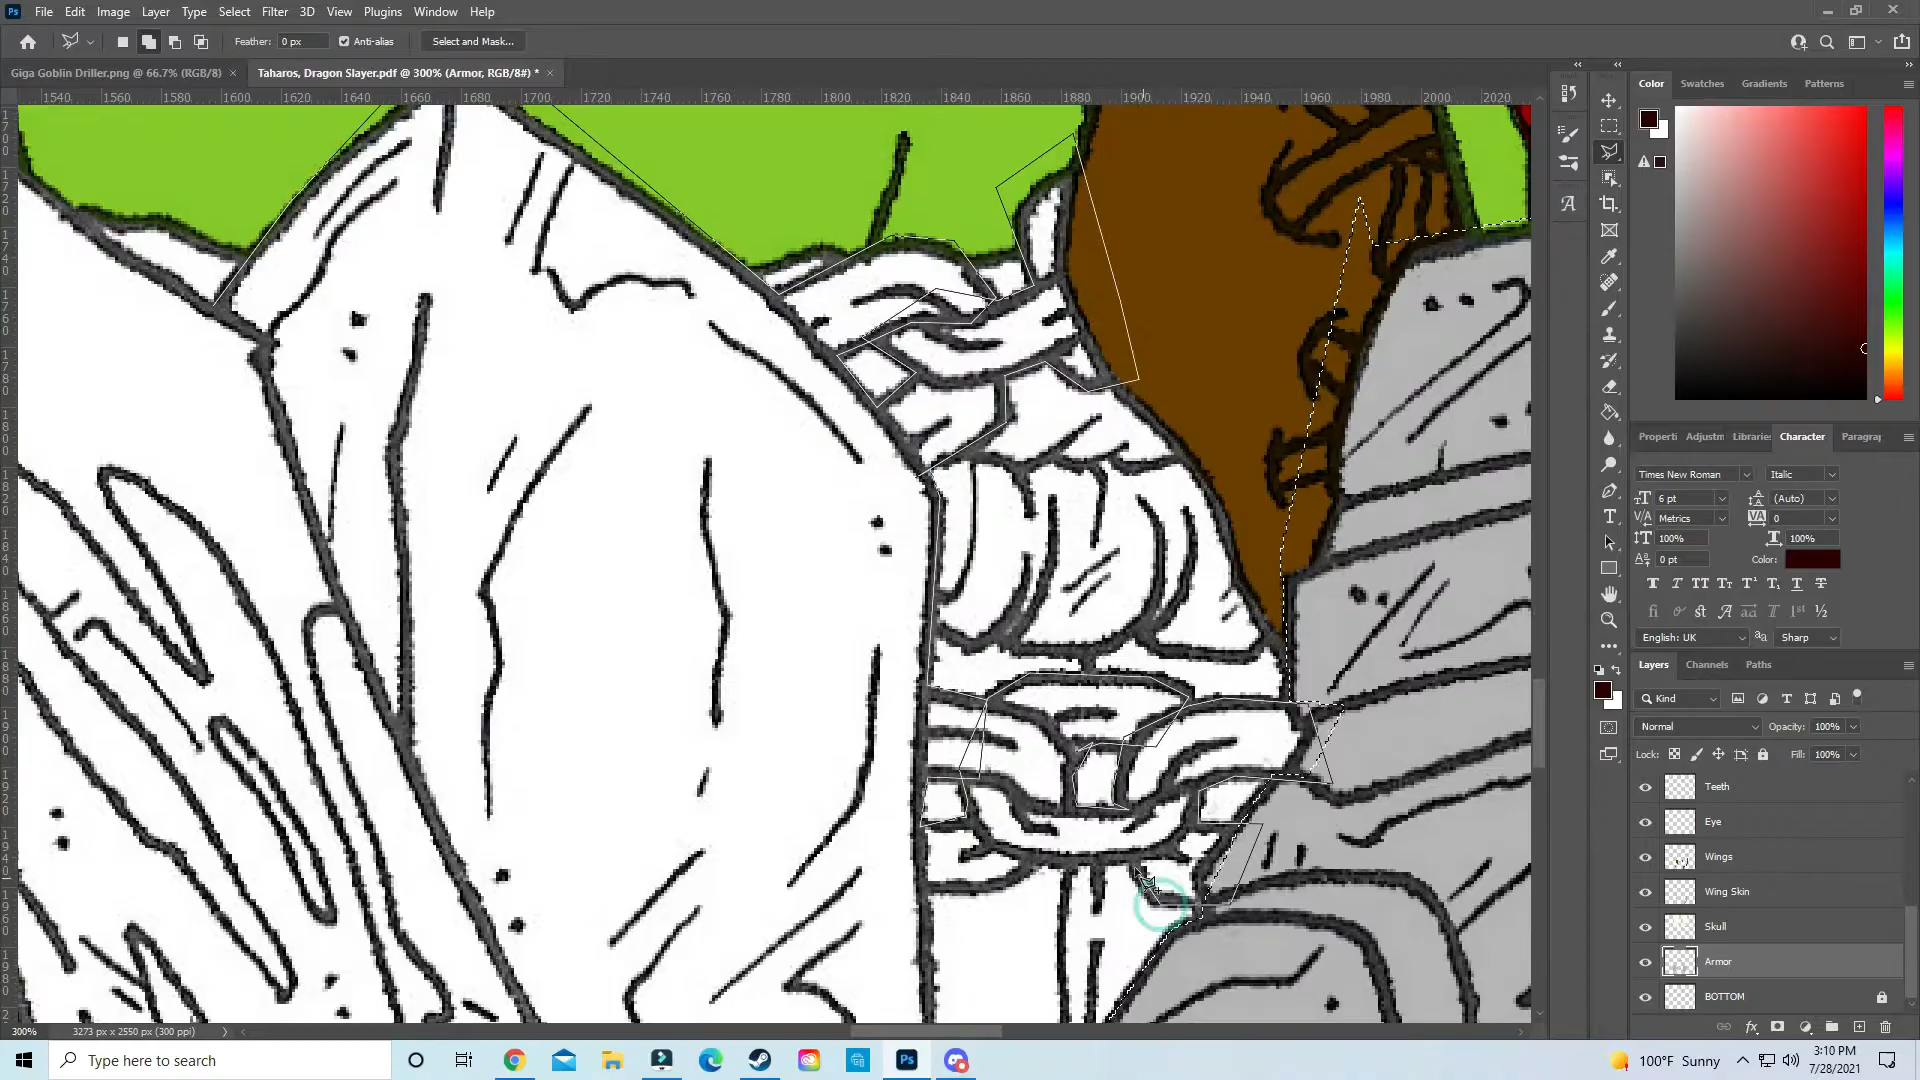 Ps File Edit Image Layer Type Select Filter 3D View Plugins Window Help
Feather: 0 px Anti-alias Select and Mask...
Giga Goblin Driller.png @ 66.7% (RGB/8) × Taharos, Dragon Slayer.pdf @ 300% (Armor, RGB/8#) * ×
1540 1560 1580 1600 1620 1640 1660 1680 1700 1720 1740 1760 1780 1800 1820 1840 1860 1880 1900 1920 1940 1960 1980 2000 2020
Color Swatches Gradients Patterns
Properti Adjustm Libraries Character Paragraph
Times New Roman Italic
6 pt (Auto)
Metrics 0
100% 100%
0 pt Color:
English: UK aa Sharp
Layers Channels Paths
Kind
Normal Opacity: 100%
Lock: Fill: 100%
Teeth
Eye
Wings
Wing Skin
Skull
Armor
BOTTOM
300% 3273 px x 2550 px (300 ppi)
Type here to search
100°F Sunny
3:10 PM
7/28/2021